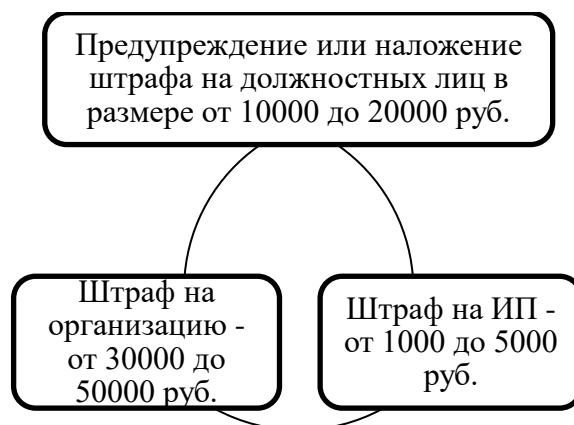 Предупреждение или наложение
штрафа на должностных лиц в
размере от 10000 до 20000 руб.
Штраф на
организацию -
от 30000 до
50000 руб.
Штраф на ИП -
от 1000 до 5000
руб.